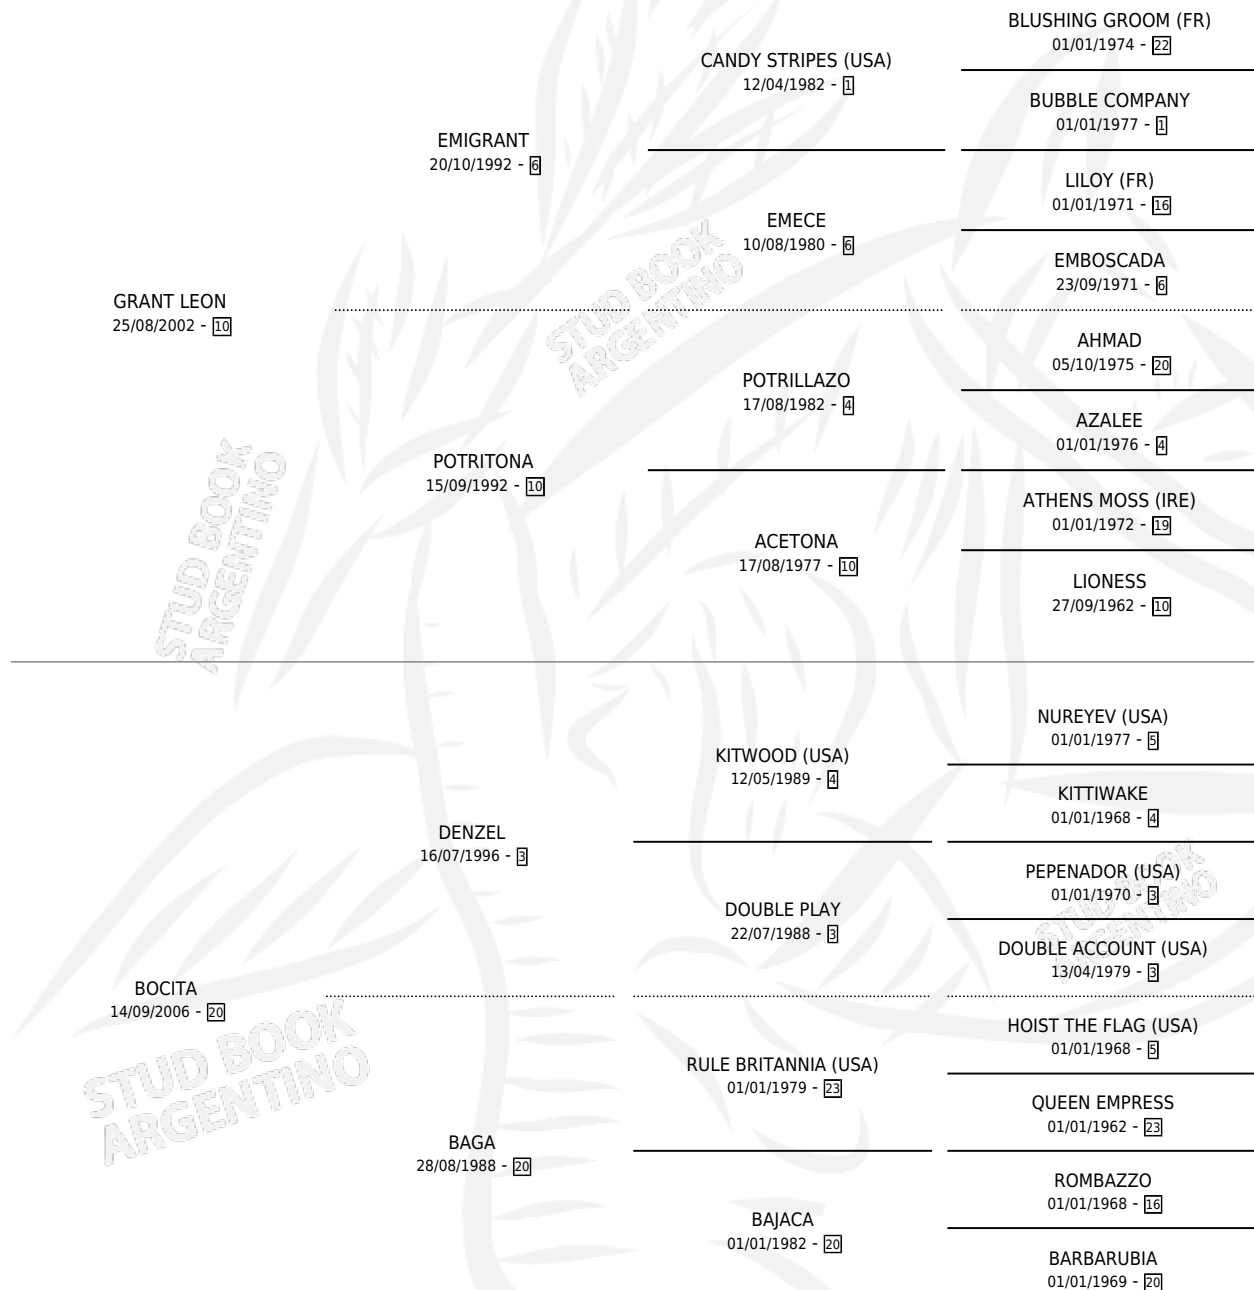 BLUSHING GROOM (FR)
01/01/1974 - 22
CANDY STRIPES (USA)
12/04/1982 - 1
BUBBLE COMPANY
01/01/1977 - 1
EMIGRANT
20/10/1992 - 6
LILOY (FR)
01/01/1971 - 16
EMECE
10/08/1980 - 6
EMBOSCADA
23/09/1971 - 6
GRANT LEON
25/08/2002 - 10
AHMAD
05/10/1975 - 20
POTRILLAZO
17/08/1982 - 4
AZALEE
01/01/1976 - 4
POTRITONA
15/09/1992 - 10
ATHENS MOSS (IRE)
01/01/1972 - 19
ACETONA
17/08/1977 - 10
LIONESS
27/09/1962 - 10
NUREYEV (USA)
01/01/1977 - 5
KITWOOD (USA)
12/05/1989 - 4
KITTIWAKE
01/01/1968 - 4
DENZEL
16/07/1996 - 3
PEPENADOR (USA)
01/01/1970 - 3
DOUBLE PLAY
22/07/1988 - 3
DOUBLE ACCOUNT (USA)
13/04/1979 - 3
BOCITA
14/09/2006 - 20
HOIST THE FLAG (USA)
01/01/1968 - 5
RULE BRITANNIA (USA)
01/01/1979 - 23
QUEEN EMPRESS
01/01/1962 - 23
BAGA
28/08/1988 - 20
ROMBAZZO
01/01/1968 - 16
BAJACA
01/01/1982 - 20
BARBARUBIA
01/01/1969 - 20
STUD BOOK
ARGENTINO
STUD BOOK
ARGENTINO
STUD BOOK
ARGENTINO
STUD BOOK
ARGENTINO